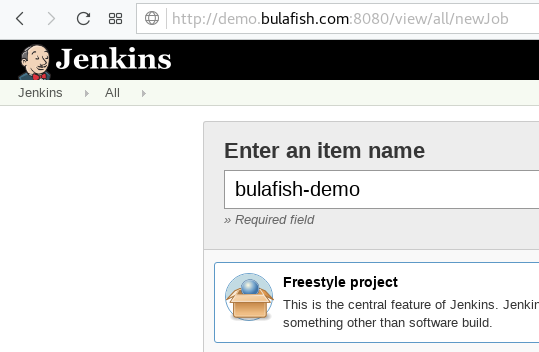 http://demo.bulafish.com:8080/view/all/newJob
Jenkins
Jenkins All
Enter an item name
bulafish-demo
» Required field
Freestyle project
This is the central feature of Jenkins.
something other than software build.